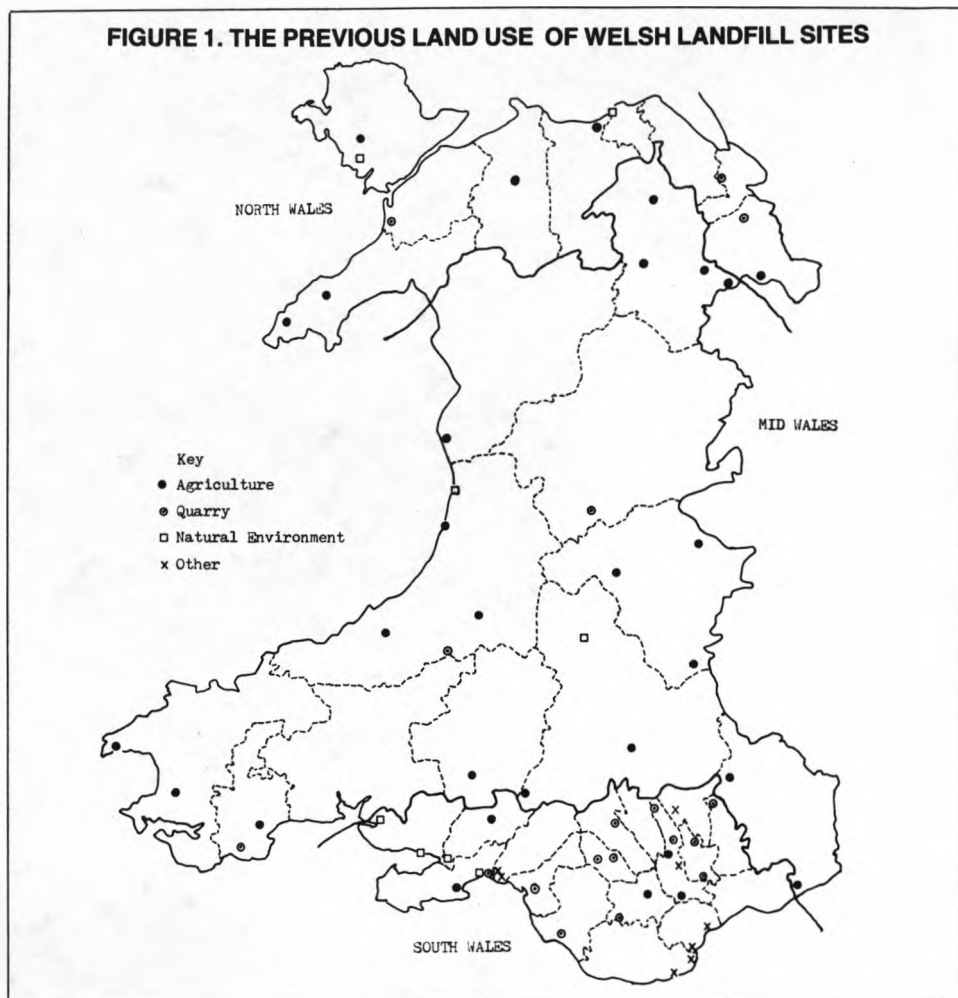 FIGURE 1. THE PREVIOUS LAND USE OF WELSH LANDFILL SITES
NORTH WALES
MID WALES
Key
Agriculture
Quarry
Natural Environment
x Other
SOUTH WALES